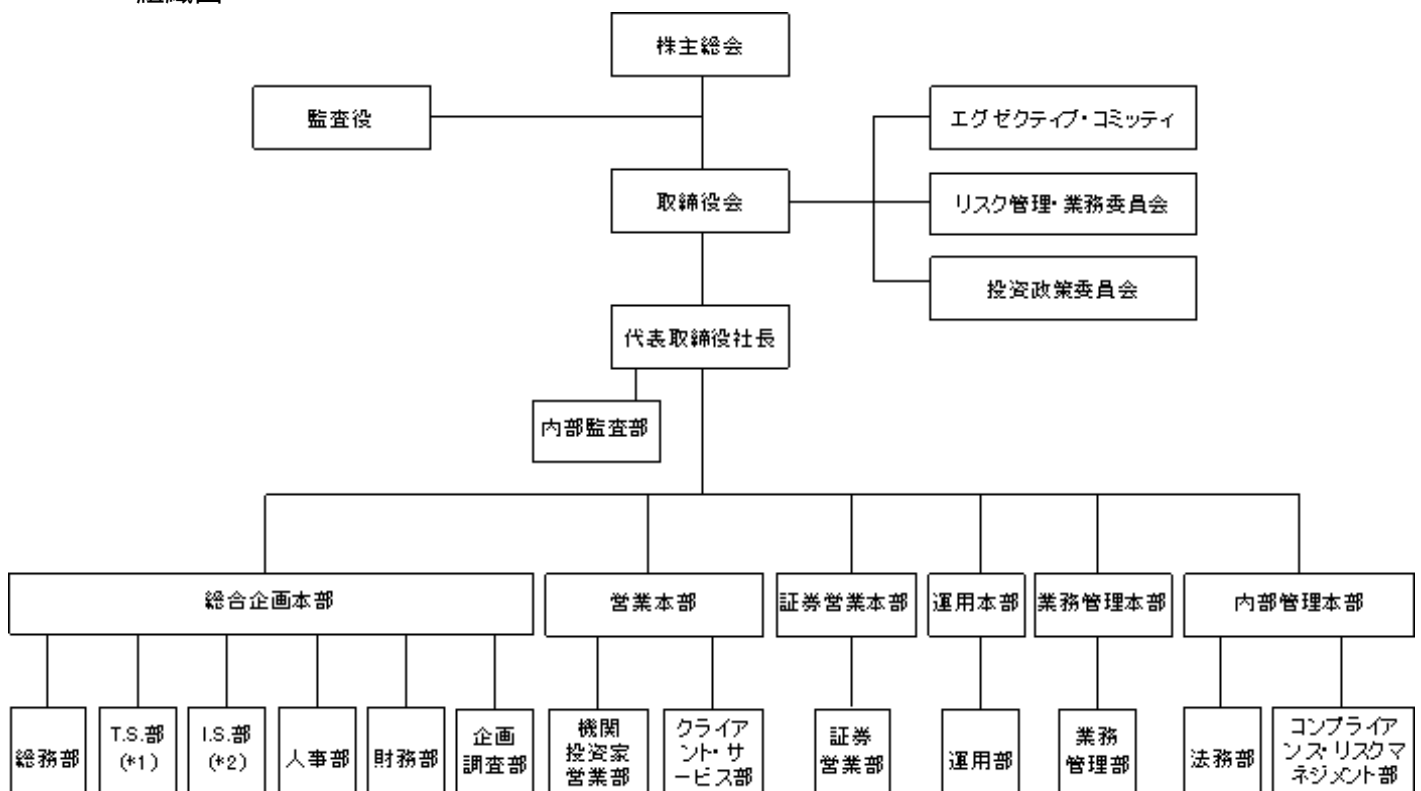 組織図
株主総会
監査役
エグゼクティブ・コミッティ
取締役会
リスク管理・業務委員会
投資政策委員会
代表取締役社長
内部監査部
総合企画本部
営業本部
証券営業本部
運用本部
業務管理本部
内部管理本部
総務部
T.S.部
(*1)
I.S.部
(*2)
人事部
財務部
企画
調査部
機関
投資家
営業部
クライア
ント・サ
ービス部
証券
営業部
運用部
業務
管理部
法務部
コンプライア
ンス・リスクマ
ネジメント部